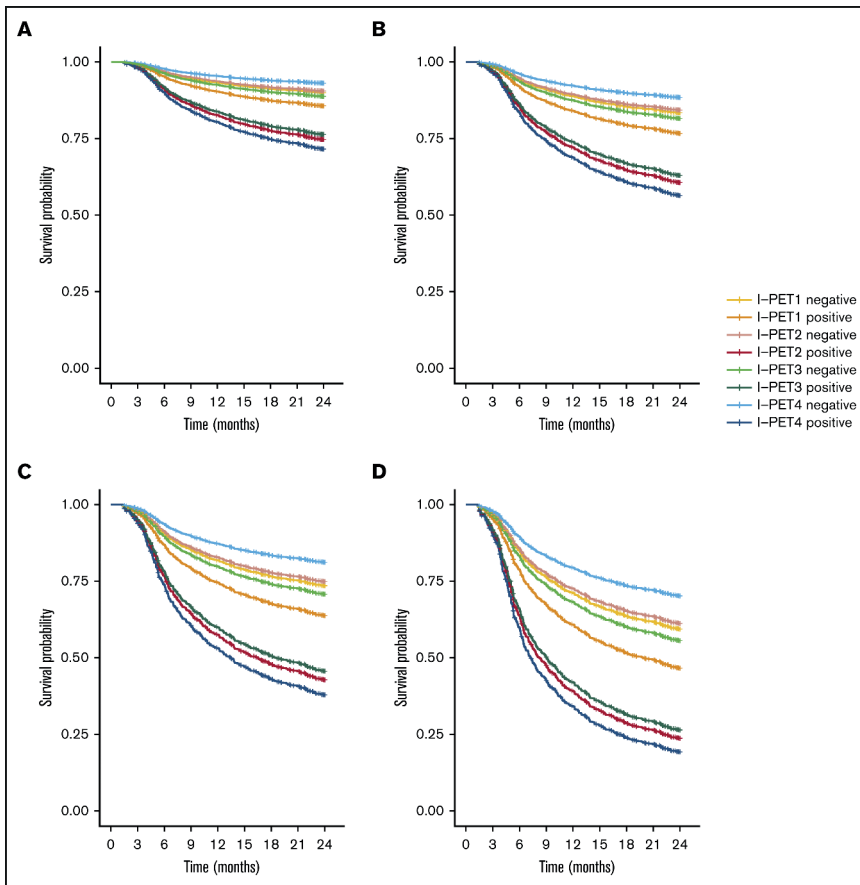 A
1.00
0.75
0.50
0.25
0.00
Survival probability
0 3 6 9 12 15 18 21 24
Time (months)
B
1.00
0.75
0.50
0.25
0.00
Survival probability
0 3 6 9 12 15 18 21 24
Time (months)
I–PET1 negative
I–PET1 positive
I–PET2 negative
I–PET2 positive
I–PET3 negative
I–PET3 positive
I–PET4 negative
I–PET4 positive
C
1.00
0.75
0.50
0.25
0.00
Survival probability
0 3 6 9 12 15 18 21 24
Time (months)
D
1.00
0.75
0.50
0.25
0.00
Survival probability
0 3 6 9 12 15 18 21 24
Time (months)